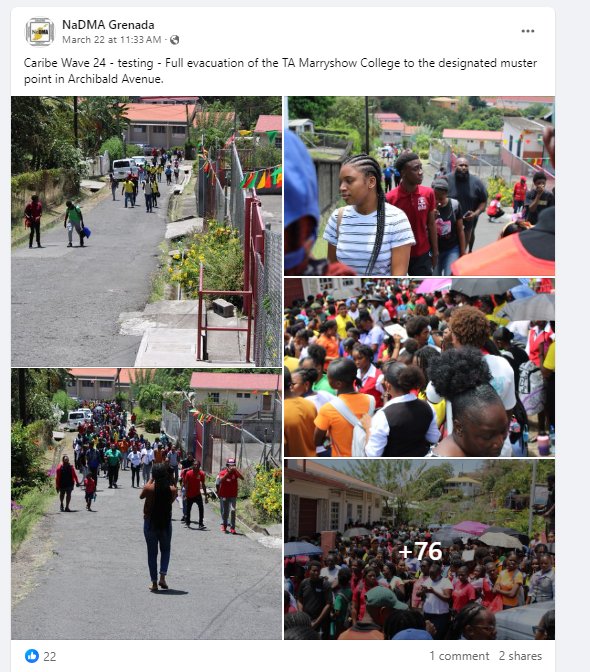 NaDMA Grenada
March 22 at 11:33 AM ·
Caribe Wave 24 - testing - Full evacuation of the TA Marryshow College to the designated muster
point in Archibald Avenue.
+76
22
1 comment 2 shares